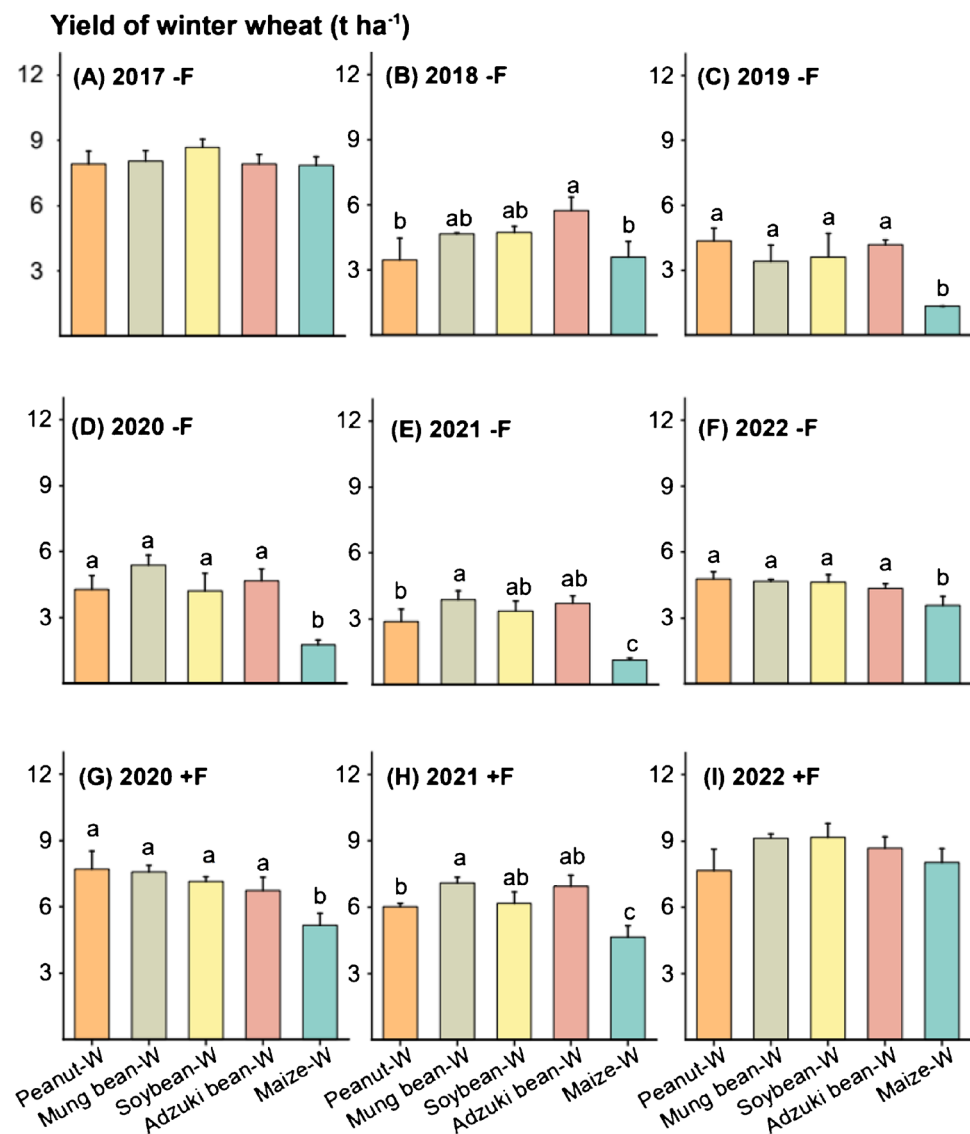 Yield of winter wheat (t ha⁻¹)
(A) 2017 -F
12
9
6
3
(B) 2018 -F
12
9
6
3
b ab ab a b
(C) 2019 -F
12
9
6
3
a a a a b
(D) 2020 -F
12
9
6
3
a a a a b
(E) 2021 -F
12
9
6
3
b a ab ab c
(F) 2022 -F
12
9
6
3
a a a a b
(G) 2020 +F
12
9
6
3
a a a a b
(H) 2021 +F
12
9
6
3
b a ab ab c
(I) 2022 +F
12
9
6
3
Peanut-W
Mung bean-W
Soybean-W
Adzuki bean-W
Maize-W
Peanut-W
Mung bean-W
Soybean-W
Adzuki bean-W
Maize-W
Peanut-W
Mung bean-W
Soybean-W
Adzuki bean-W
Maize-W